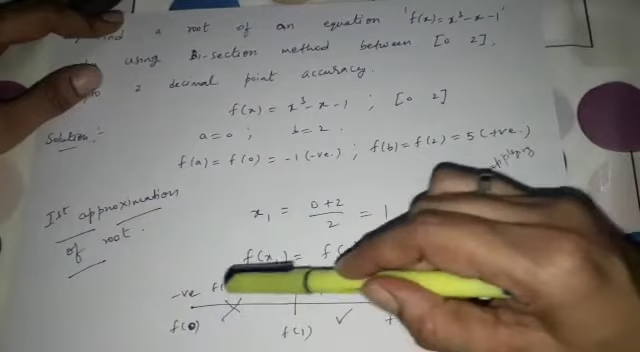 a root of an equation 'f(x) = x³ - x - 1'
using Bi-section method between [0 2],
2 decimal point accuracy.
f(x) = x³ - x - 1 ; [0 2]
Solution:-
a = 0 ; b = 2.
f(a) = f(0) = -1 (-ve) ; f(b) = f(2) = 5 (+ve.)
Ist approximation
of root.
x₁ = 0+2/2 = 1
f(x₁) =
-ve
f(0) f(1)